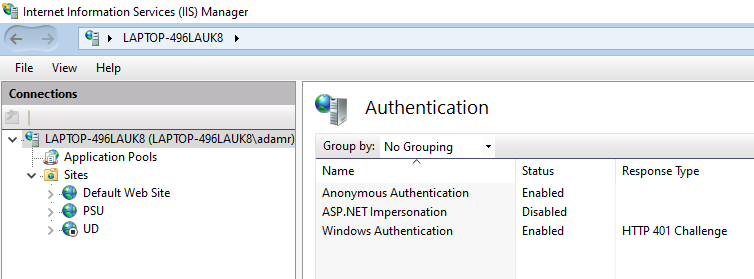 Internet Information Services (IIS) Manager
LAPTOP-496LAUK8
File View Help
Connections
LAPTOP-496LAUK8 (LAPTOP-496LAUK8\adamr)
Application Pools
Sites
Default Web Site
PSU
UD
Authentication
Group by: No Grouping
Name Status Response Type
Anonymous Authentication Enabled
ASP.NET Impersonation Disabled
Windows Authentication Enabled HTTP 401 Challenge